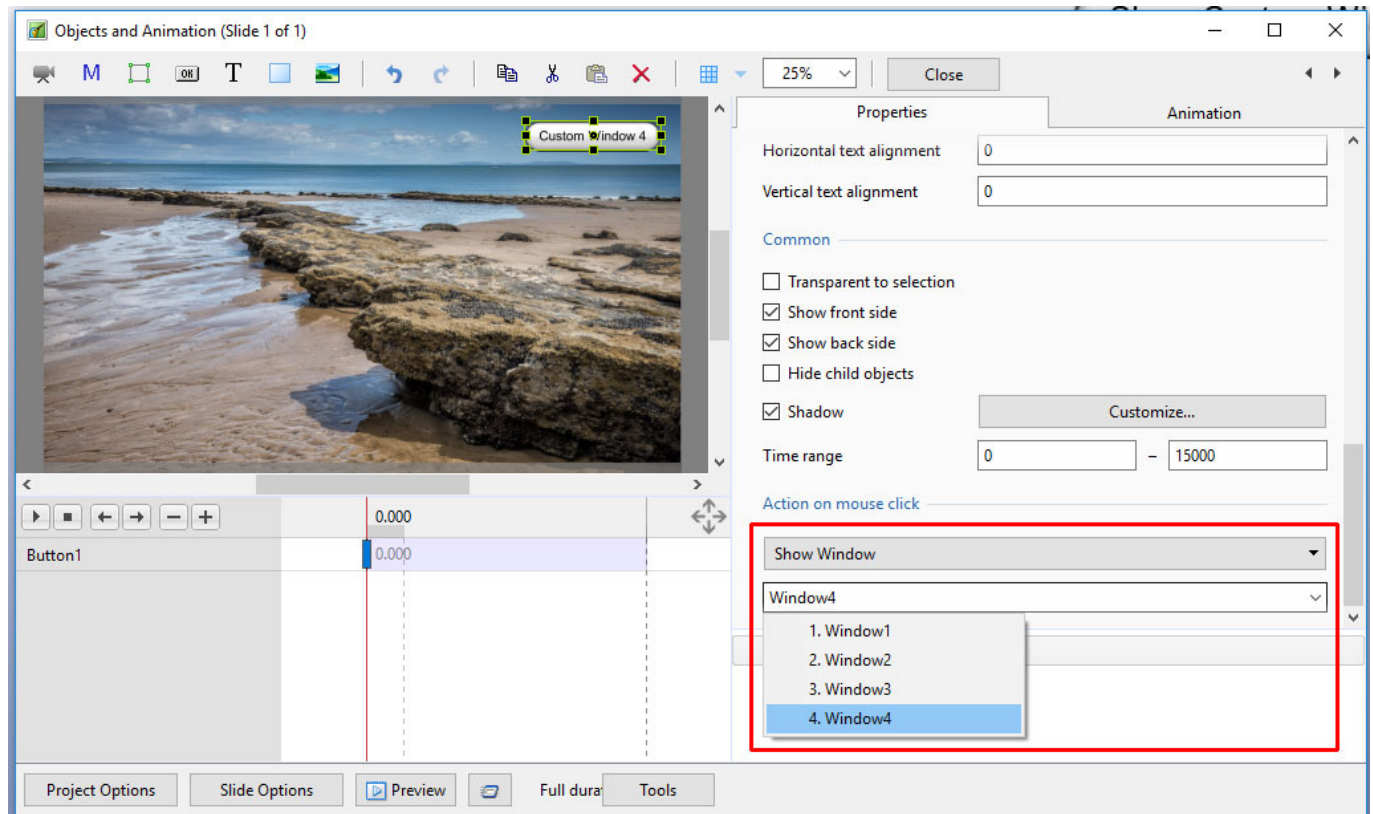 Objects and Animation (Slide 1 of 1)
M OK T 25% Close
Custom Window 4
Properties Animation
Horizontal text alignment 0
Vertical text alignment 0
Common
Transparent to selection
Show front side
Show back side
Hide child objects
Shadow Customize...
Time range 0 – 15000
Action on mouse click
Show Window
Window4
1. Window1
2. Window2
3. Window3
4. Window4
0.000
Button1 0.000
Project Options Slide Options Preview Full dura Tools